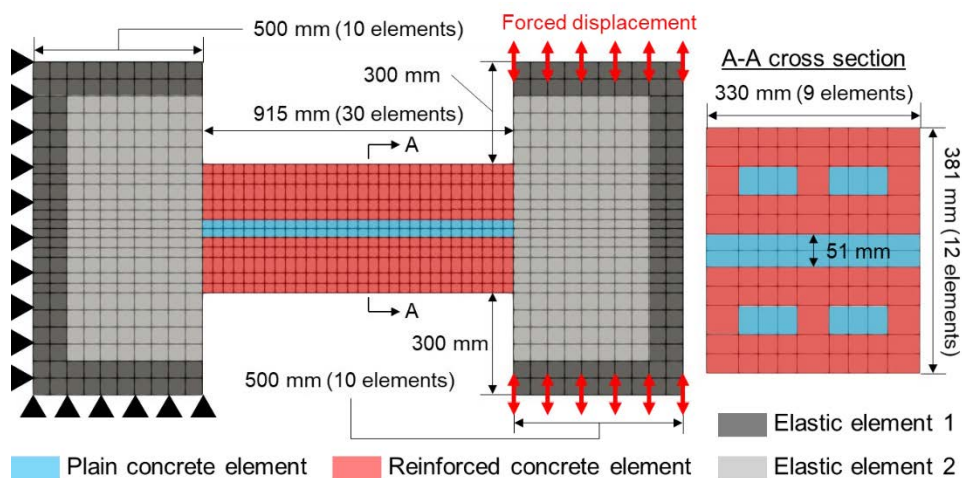 500 mm (10 elements)
Forced displacement
300 mm
A-A cross section
330 mm (9 elements)
915 mm (30 elements)
A
51 mm
381 mm (12 elements)
A
300 mm
500 mm (10 elements)
Elastic element 1
Plain concrete element
Reinforced concrete element
Elastic element 2